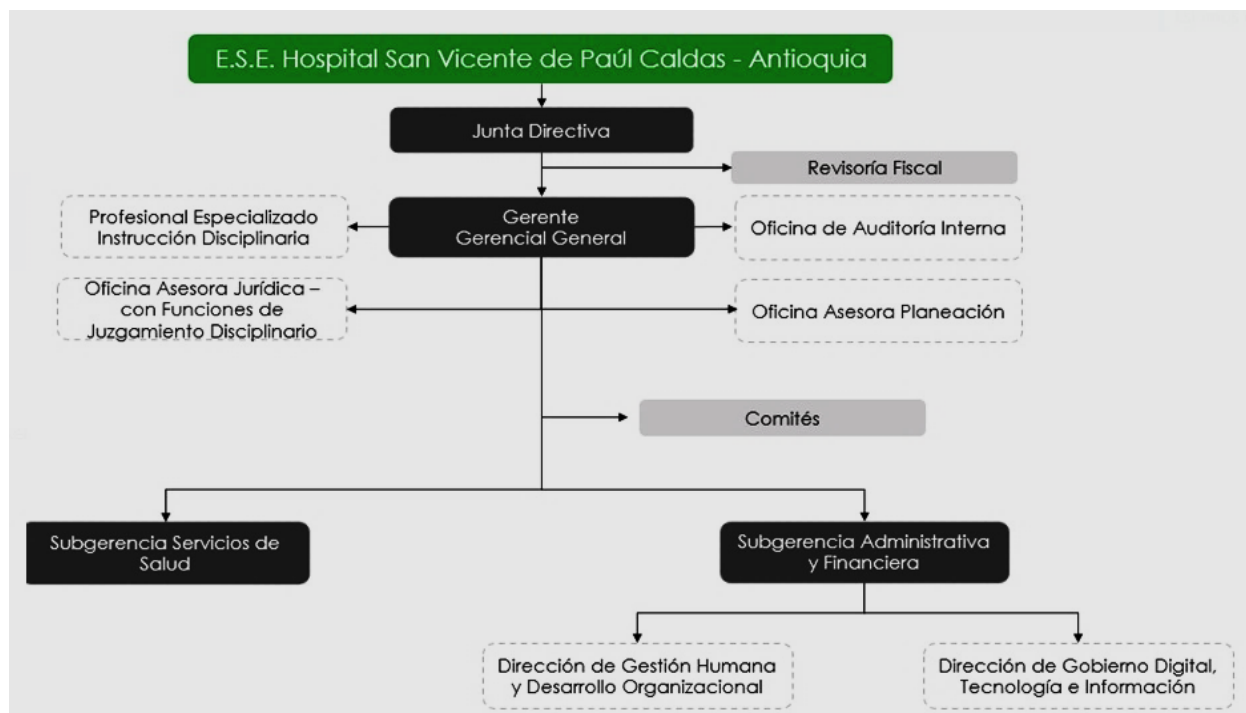 E.S.E. Hospital San Vicente de Paúl Caldas - Antioquia
Junta Directiva
Revisoría Fiscal
Profesional Especializado
Instrucción Disciplinaria
Gerente
Gerencial General
Oficina de Auditoría Interna
Oficina Asesora Jurídica –
con Funciones de
Juzgamiento Disciplinario
Oficina Asesora Planeación
Comités
Subgerencia Servicios de
Salud
Subgerencia Administrativa
y Financiera
Dirección de Gestión Humana
y Desarrollo Organizacional
Dirección de Gobierno Digital,
Tecnología e Información